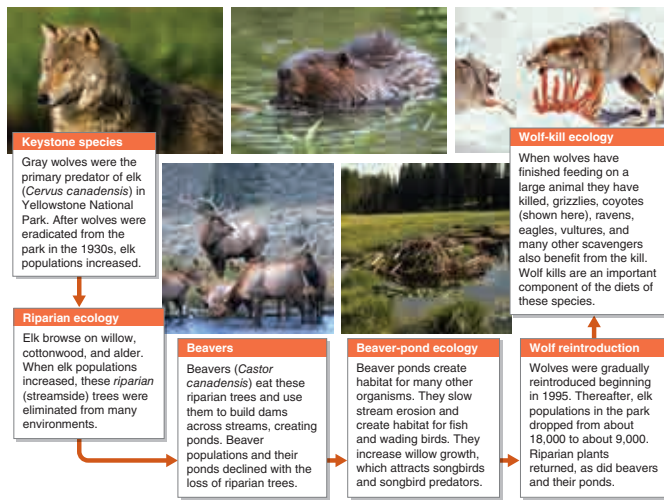 Keystone species
Gray wolves were the
primary predator of elk
(Cervus canadensis) in
Yellowstone National
Park. After wolves were
eradicated from the
park in the 1930s, elk
populations increased.
Riparian ecology
Elk browse on willow,
cottonwood, and alder.
When elk populations
increased, these riparian
(streamside) trees were
eliminated from many
environments.
Beavers
Beavers (Castor
canadensis) eat these
riparian trees and use
them to build dams
across streams, creating
ponds. Beaver
populations and their
ponds declined with the
loss of riparian trees.
Beaver-pond ecology
Beaver ponds create
habitat for many other
organisms. They slow
stream erosion and
create habitat for fish
and wading birds. They
increase willow growth,
which attracts songbirds
and songbird predators.
Wolf reintroduction
Wolves were gradually
reintroduced beginning
in 1995. Thereafter, elk
populations in the park
dropped from about
18,000 to about 9,000.
Riparian plants
returned, as did beavers
and their ponds.
Wolf-kill ecology
When wolves have
finished feeding on a
large animal they have
killed, grizzlies, coyotes
(shown here), ravens,
eagles, vultures, and
many other scavengers
also benefit from the kill.
Wolf kills are an important
component of the diets of
these species.